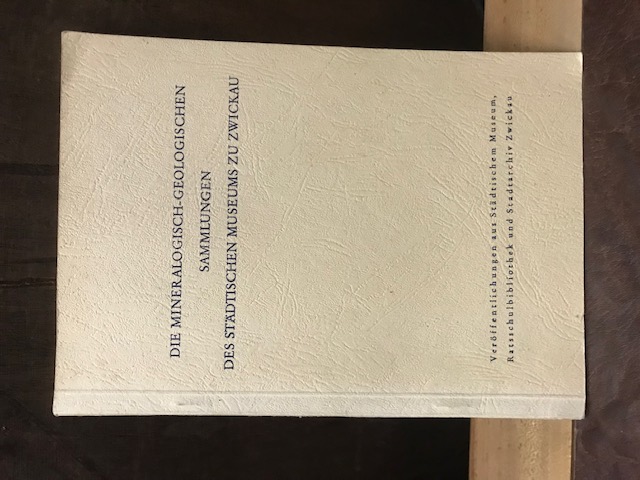 DIE MINERALOGISCH-GEOLOGISCHEN
SAMMLUNGEN
DES STÄDTISCHEN MUSEUMS ZU ZWICKAU
Veröffentlichungen aus Städtischem Museum,
Ratsschulbibliothek und Stadtarchiv Zwickau